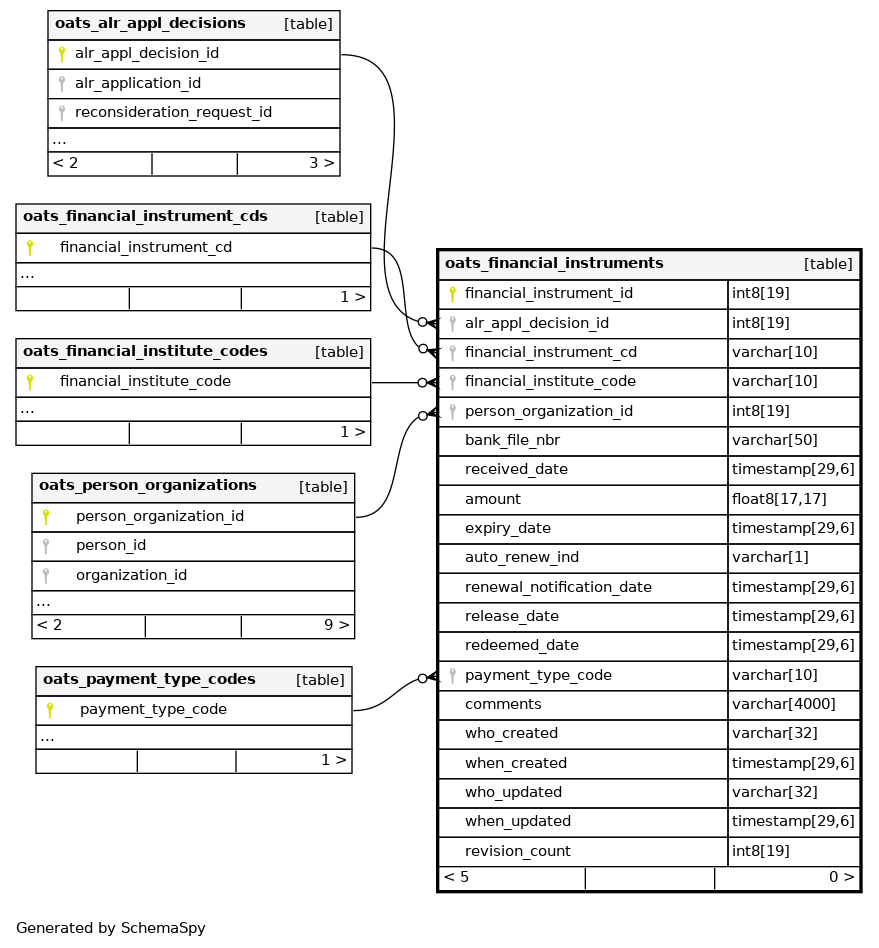 oats_alr_appl_decisions [table]
alr_appl_decision_id
alr_application_id
reconsideration_request_id
...
< 2 3 >
oats_financial_instrument_cds [table]
financial_instrument_cd
...
1 >
oats_financial_institute_codes [table]
financial_institute_code
...
1 >
oats_person_organizations [table]
person_organization_id
person_id
organization_id
...
< 2 9 >
oats_payment_type_codes [table]
payment_type_code
...
1 >
oats_financial_instruments [table]
financial_instrument_id int8[19]
alr_appl_decision_id int8[19]
financial_instrument_cd varchar[10]
financial_institute_code varchar[10]
person_organization_id int8[19]
bank_file_nbr varchar[50]
received_date timestamp[29,6]
amount float8[17,17]
expiry_date timestamp[29,6]
auto_renew_ind varchar[1]
renewal_notification_date timestamp[29,6]
release_date timestamp[29,6]
redeemed_date timestamp[29,6]
payment_type_code varchar[10]
comments varchar[4000]
who_created varchar[32]
when_created timestamp[29,6]
who_updated varchar[32]
when_updated timestamp[29,6]
revision_count int8[19]
< 5 0 >
Generated by SchemaSpy